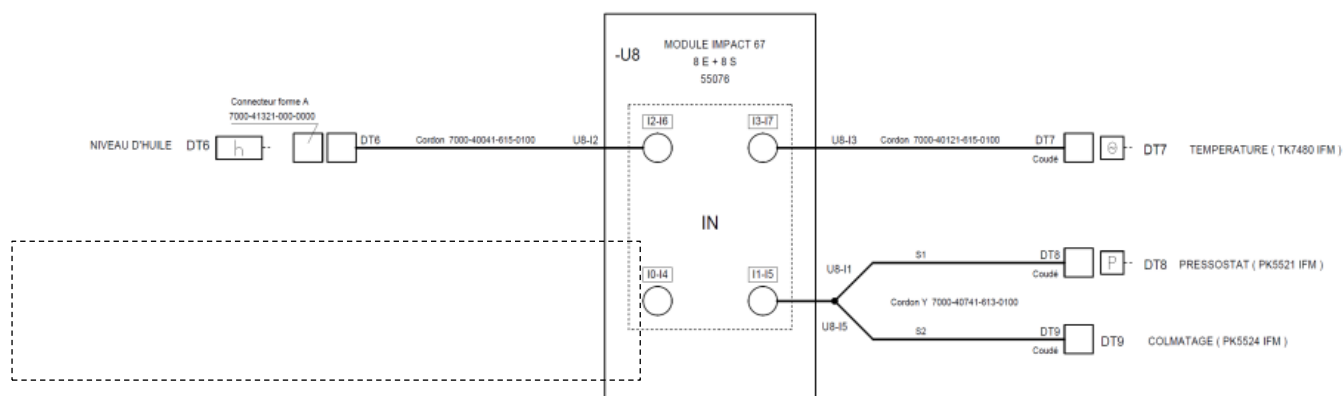 -U8
MODULE IMPACT 67
8 E + 8 S
55076
Connecteur forme A
7000-41321-000-0000
I2-I6
I3-I7
NIVEAU D'HUILE DT6 h
DT6 Cordon 7000-40041-615-0100 U8-I2
U8-I3 Cordon 7000-40121-615-0100 DT7
Coudé
Θ DT7 TEMPERATURE ( TK7480 IFM )
IN
I0-I4
I1-I5
U8-I1 S1 DT8
Coudé
P DT8 PRESSOSTAT ( PK5521 IFM )
Cordon Y 7000-40741-613-0100
U8-I5 S2 DT9
Coudé
DT9 COLMATAGE ( PK5524 IFM )